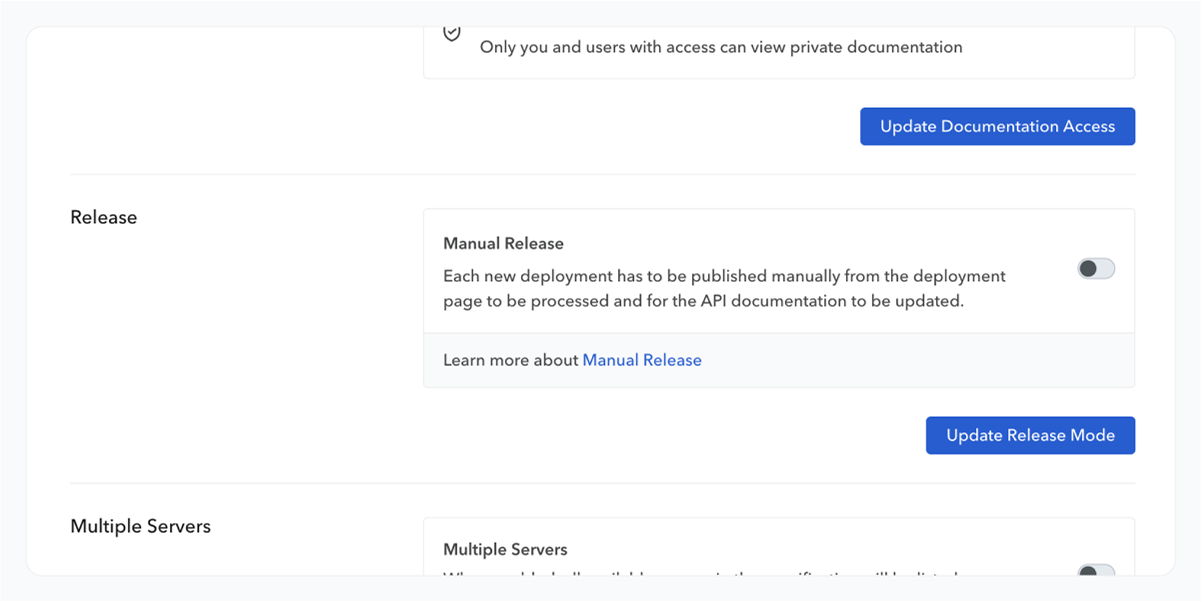 Only you and users with access can view private documentation
Update Documentation Access
Release
Manual Release
Each new deployment has to be published manually from the deployment
page to be processed and for the API documentation to be updated.
Learn more about Manual Release
Update Release Mode
Multiple Servers
Multiple Servers